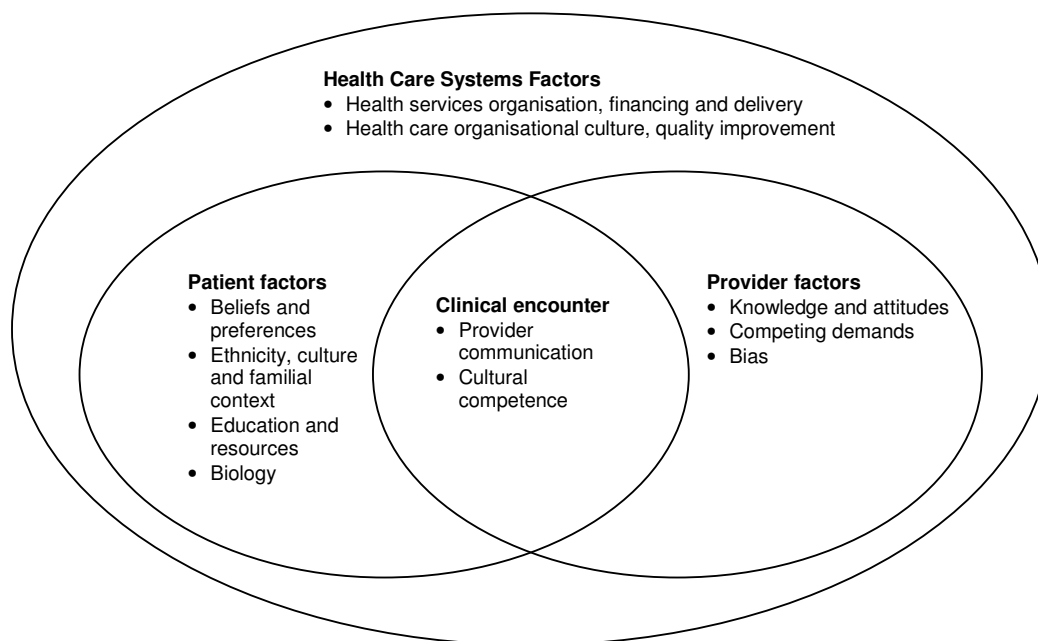 Health Care Systems Factors
• Health services organisation, financing and delivery
• Health care organisational culture, quality improvement
Patient factors
• Beliefs and
preferences
• Ethnicity, culture
and familial
context
• Education and
resources
• Biology
Clinical encounter
• Provider
communication
• Cultural
competence
Provider factors
• Knowledge and attitudes
• Competing demands
• Bias